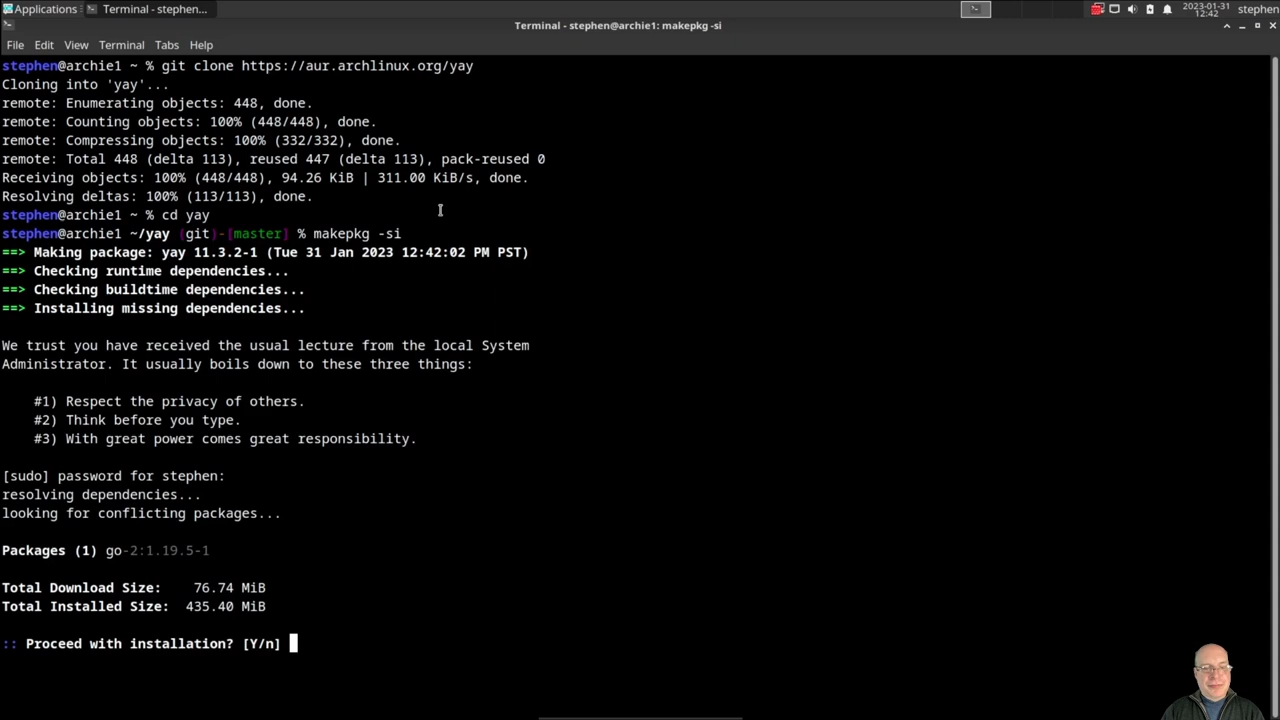 Applications
Terminal - stephen...
2023-01-31
12:42
stephen
Terminal - stephen@archie1: makepkg -si
File Edit View Terminal Tabs Help
stephen@archie1 ~ % git clone https://aur.archlinux.org/yay
Cloning into 'yay'...
remote: Enumerating objects: 448, done.
remote: Counting objects: 100% (448/448), done.
remote: Compressing objects: 100% (332/332), done.
remote: Total 448 (delta 113), reused 447 (delta 113), pack-reused 0
Receiving objects: 100% (448/448), 94.26 KiB | 311.00 KiB/s, done.
Resolving deltas: 100% (113/113), done.
stephen@archie1 ~ % cd yay
stephen@archie1 ~/yay (git)-[master] % makepkg -si
==> Making package: yay 11.3.2-1 (Tue 31 Jan 2023 12:42:02 PM PST)
==> Checking runtime dependencies...
==> Checking buildtime dependencies...
==> Installing missing dependencies...
We trust you have received the usual lecture from the local System
Administrator. It usually boils down to these three things:
#1) Respect the privacy of others.
#2) Think before you type.
#3) With great power comes great responsibility.
[sudo] password for stephen:
resolving dependencies...
looking for conflicting packages...
Packages (1) go-2:1.19.5-1
Total Download Size: 76.74 MiB
Total Installed Size: 435.40 MiB
:: Proceed with installation? [Y/n]